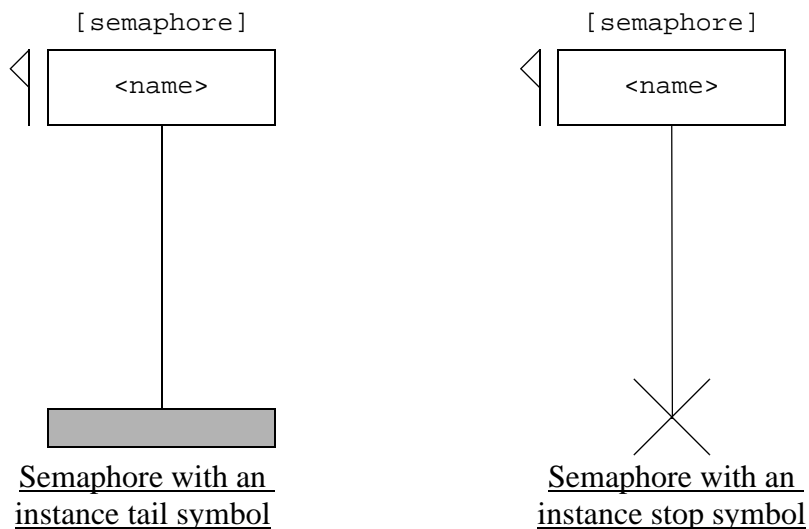 [semaphore]
[semaphore]
<name>
<name>
Semaphore with an
instance tail symbol
Semaphore with an
instance stop symbol